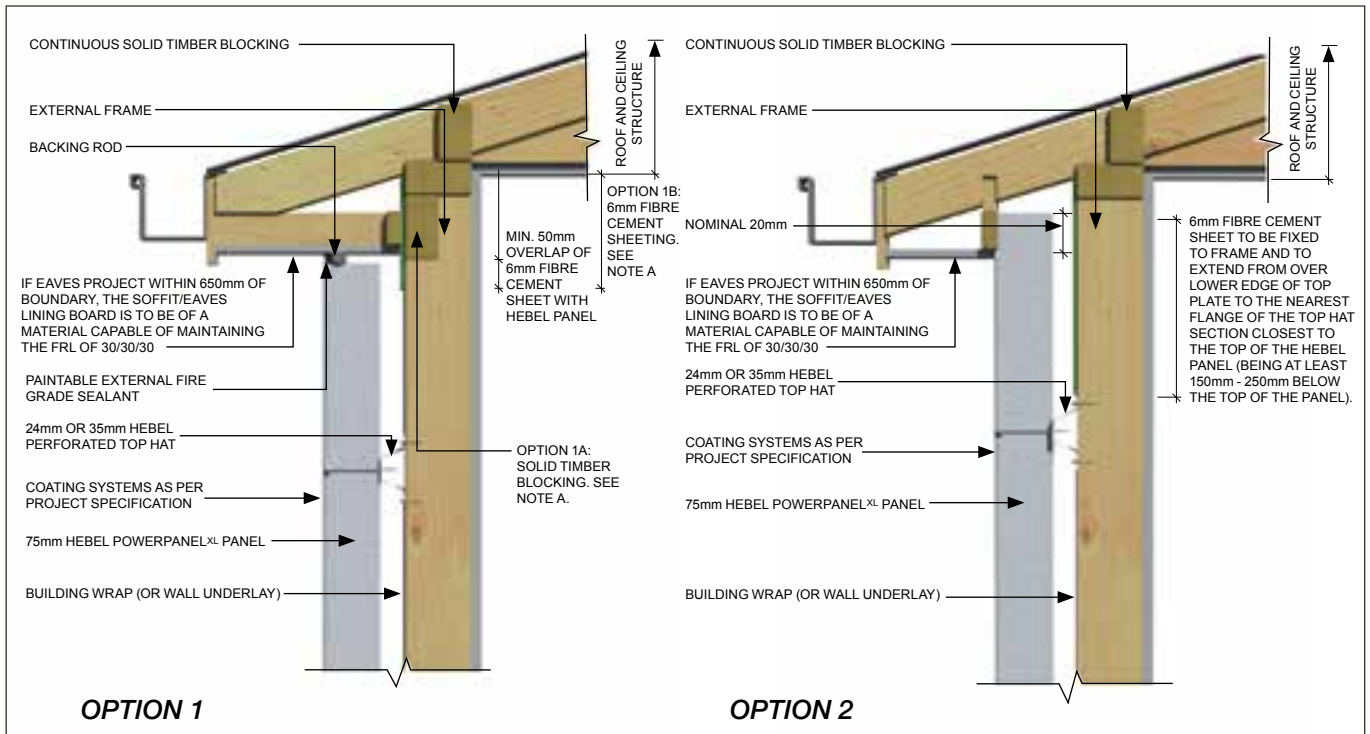 CONTINUOUS SOLID TIMBER BLOCKING
EXTERNAL FRAME
BACKING ROD
IF EAVES PROJECT WITHIN 650mm OF
BOUNDARY, THE SOFFIT/EAVES
LINING BOARD IS TO BE OF A
MATERIAL CAPABLE OF MAINTAINING
THE FRL OF 30/30/30
PAINTABLE EXTERNAL FIRE
GRADE SEALANT
24mm OR 35mm HEBEL
PERFORATED TOP HAT
COATING SYSTEMS AS PER
PROJECT SPECIFICATION
75mm HEBEL POWERPANELXL PANEL
BUILDING WRAP (OR WALL UNDERLAY)
ROOF AND CEILING
STRUCTURE
MIN. 50mm
OVERLAP OF
6mm FIBRE
CEMENT
SHEET WITH
HEBEL PANEL
OPTION 1B:
6mm FIBRE
CEMENT
SHEETING.
SEE
NOTE A
OPTION 1A:
SOLID TIMBER
BLOCKING. SEE
NOTE A.
OPTION 1
CONTINUOUS SOLID TIMBER BLOCKING
EXTERNAL FRAME
NOMINAL 20mm
IF EAVES PROJECT WITHIN 650mm OF
BOUNDARY, THE SOFFIT/EAVES
LINING BOARD IS TO BE OF A
MATERIAL CAPABLE OF MAINTAINING
THE FRL OF 30/30/30
24mm OR 35mm HEBEL
PERFORATED TOP HAT
COATING SYSTEMS AS PER
PROJECT SPECIFICATION
75mm HEBEL POWERPANELXL PANEL
BUILDING WRAP (OR WALL UNDERLAY)
ROOF AND CEILING
STRUCTURE
6mm FIBRE CEMENT
SHEET TO BE FIXED
TO FRAME AND TO
EXTEND FROM OVER
LOWER EDGE OF TOP
PLATE TO THE NEAREST
FLANGE OF THE TOP HAT
SECTION CLOSEST TO
THE TOP OF THE HEBEL
PANEL (BEING AT LEAST
150mm - 250mm BELOW
THE TOP OF THE PANEL).
OPTION 2